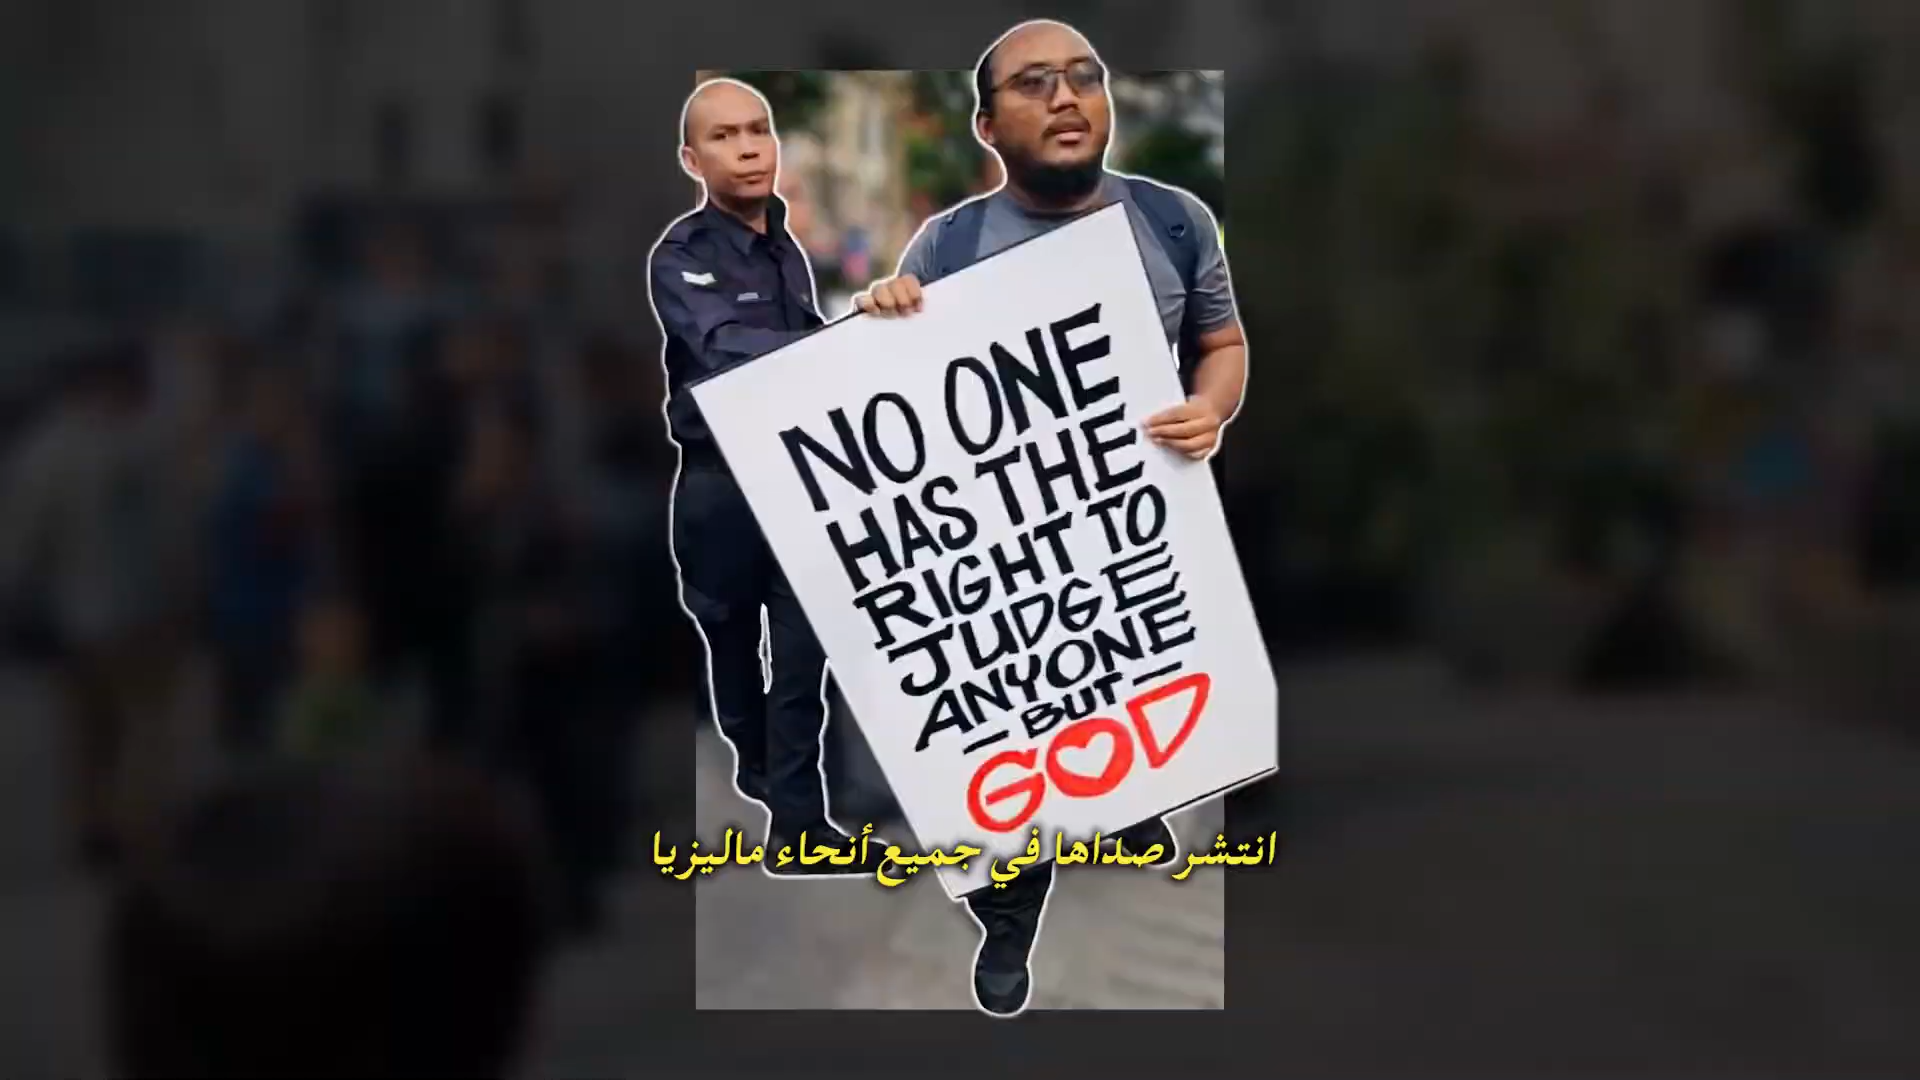 NO ONE
HAS THE
RIGHT TO
JUDGE
ANYONE
— BUT —
GOD
انتشر صداها في جميع أنحاء ماليزيا